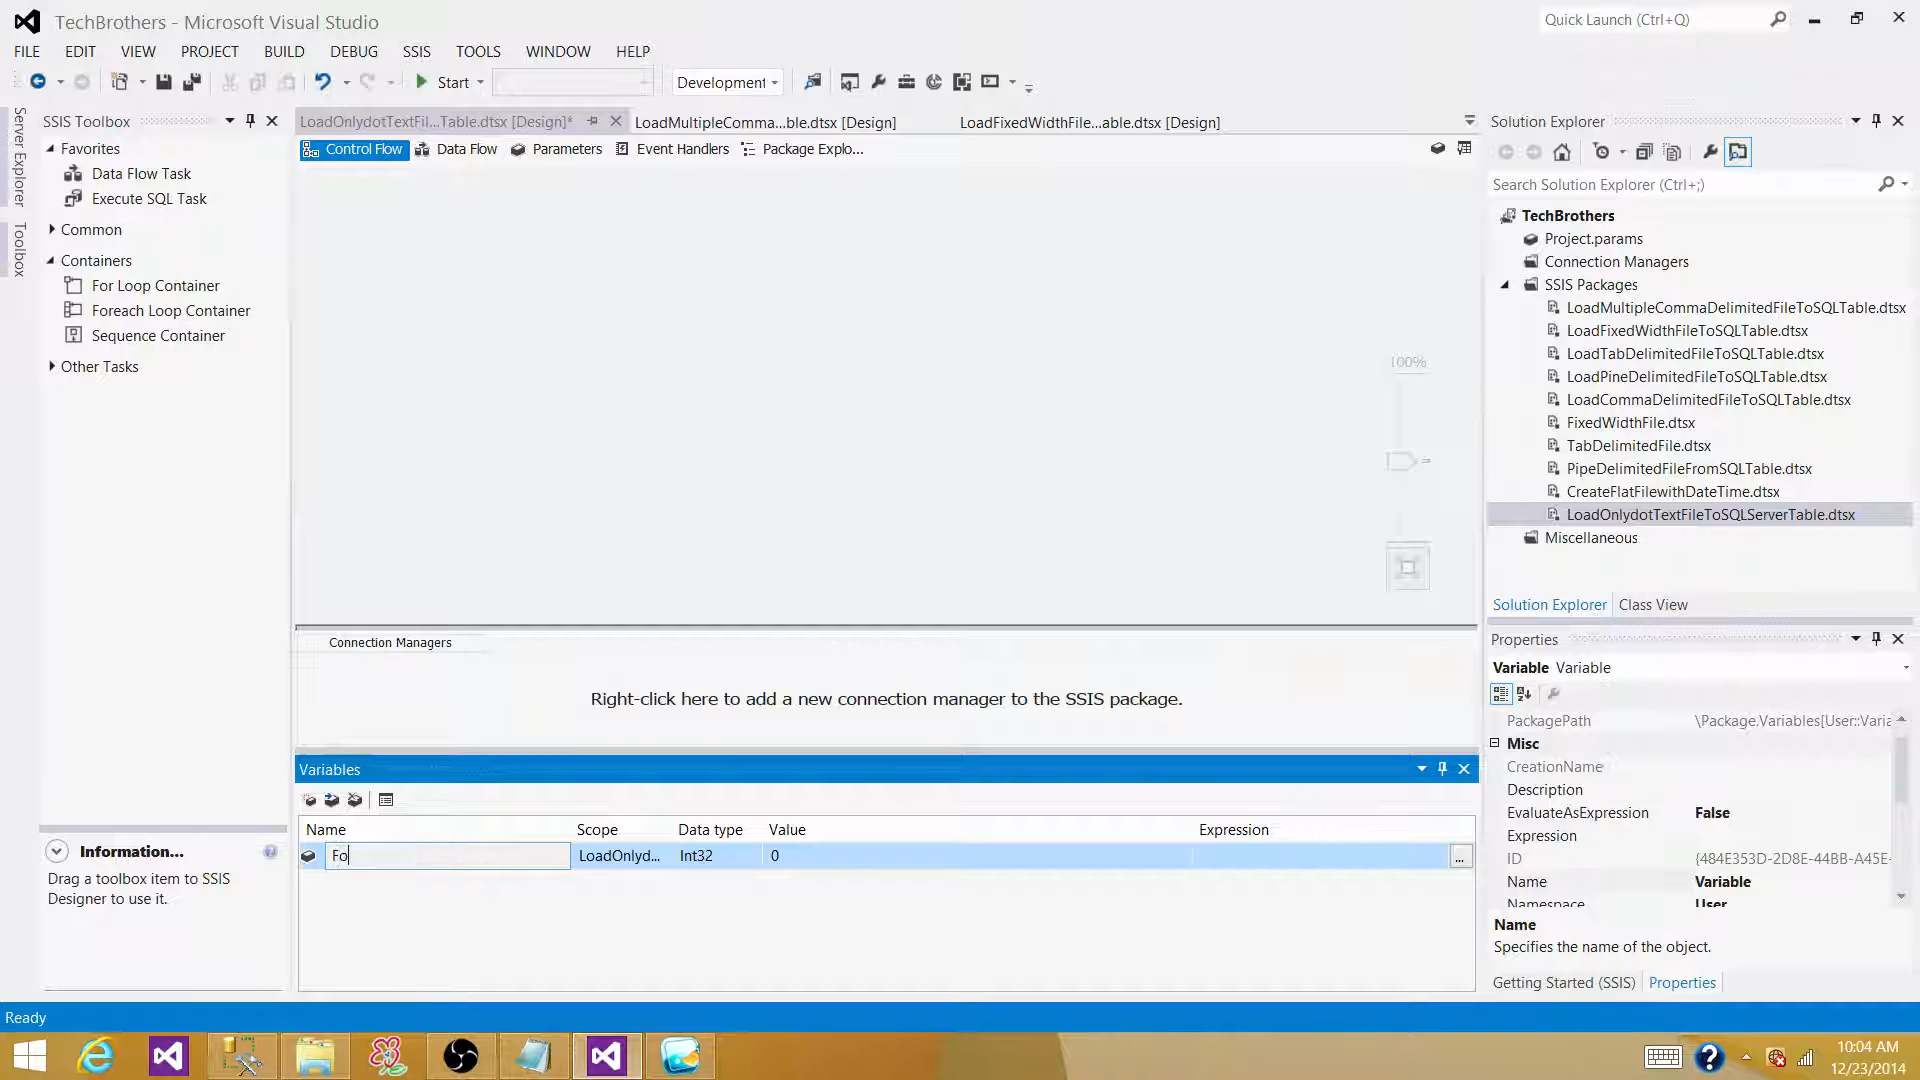 TechBrothers - Microsoft Visual Studio
Quick Launch (Ctrl+Q)
FILE EDIT VIEW PROJECT BUILD DEBUG SSIS TOOLS WINDOW HELP
Start
Development
Server Explorer
Toolbox
SSIS Toolbox
Favorites
Data Flow Task
Execute SQL Task
Common
Containers
For Loop Container
Foreach Loop Container
Sequence Container
Other Tasks
Information...
Drag a toolbox item to SSIS
Designer to use it.
LoadOnlydotTextFil...Table.dtsx [Design]*
LoadMultipleComma...ble.dtsx [Design]
LoadFixedWidthFile...able.dtsx [Design]
Control Flow
Data Flow
Parameters
Event Handlers
Package Explo...
100%
Connection Managers
Right-click here to add a new connection manager to the SSIS package.
Variables
Name Scope Data type Value Expression
Fo LoadOnlyd... Int32 0 ...
Solution Explorer
Search Solution Explorer (Ctrl+;)
TechBrothers
Project.params
Connection Managers
SSIS Packages
LoadMultipleCommaDelimitedFileToSQLTable.dtsx
LoadFixedWidthFileToSQLTable.dtsx
LoadTabDelimitedFileToSQLTable.dtsx
LoadPineDelimitedFileToSQLTable.dtsx
LoadCommaDelimitedFileToSQLTable.dtsx
FixedWidthFile.dtsx
TabDelimitedFile.dtsx
PipeDelimitedFileFromSQLTable.dtsx
CreateFlatFilewithDateTime.dtsx
LoadOnlydotTextFileToSQLServerTable.dtsx
Miscellaneous
Solution Explorer Class View
Properties
Variable Variable
PackagePath \Package.Variables[User::Varia
Misc
CreationName
Description
EvaluateAsExpression False
Expression
ID {484E353D-2D8E-44BB-A45E-
Name Variable
Namespace User
Name
Specifies the name of the object.
Getting Started (SSIS) Properties
Ready
10:04 AM
12/23/2014